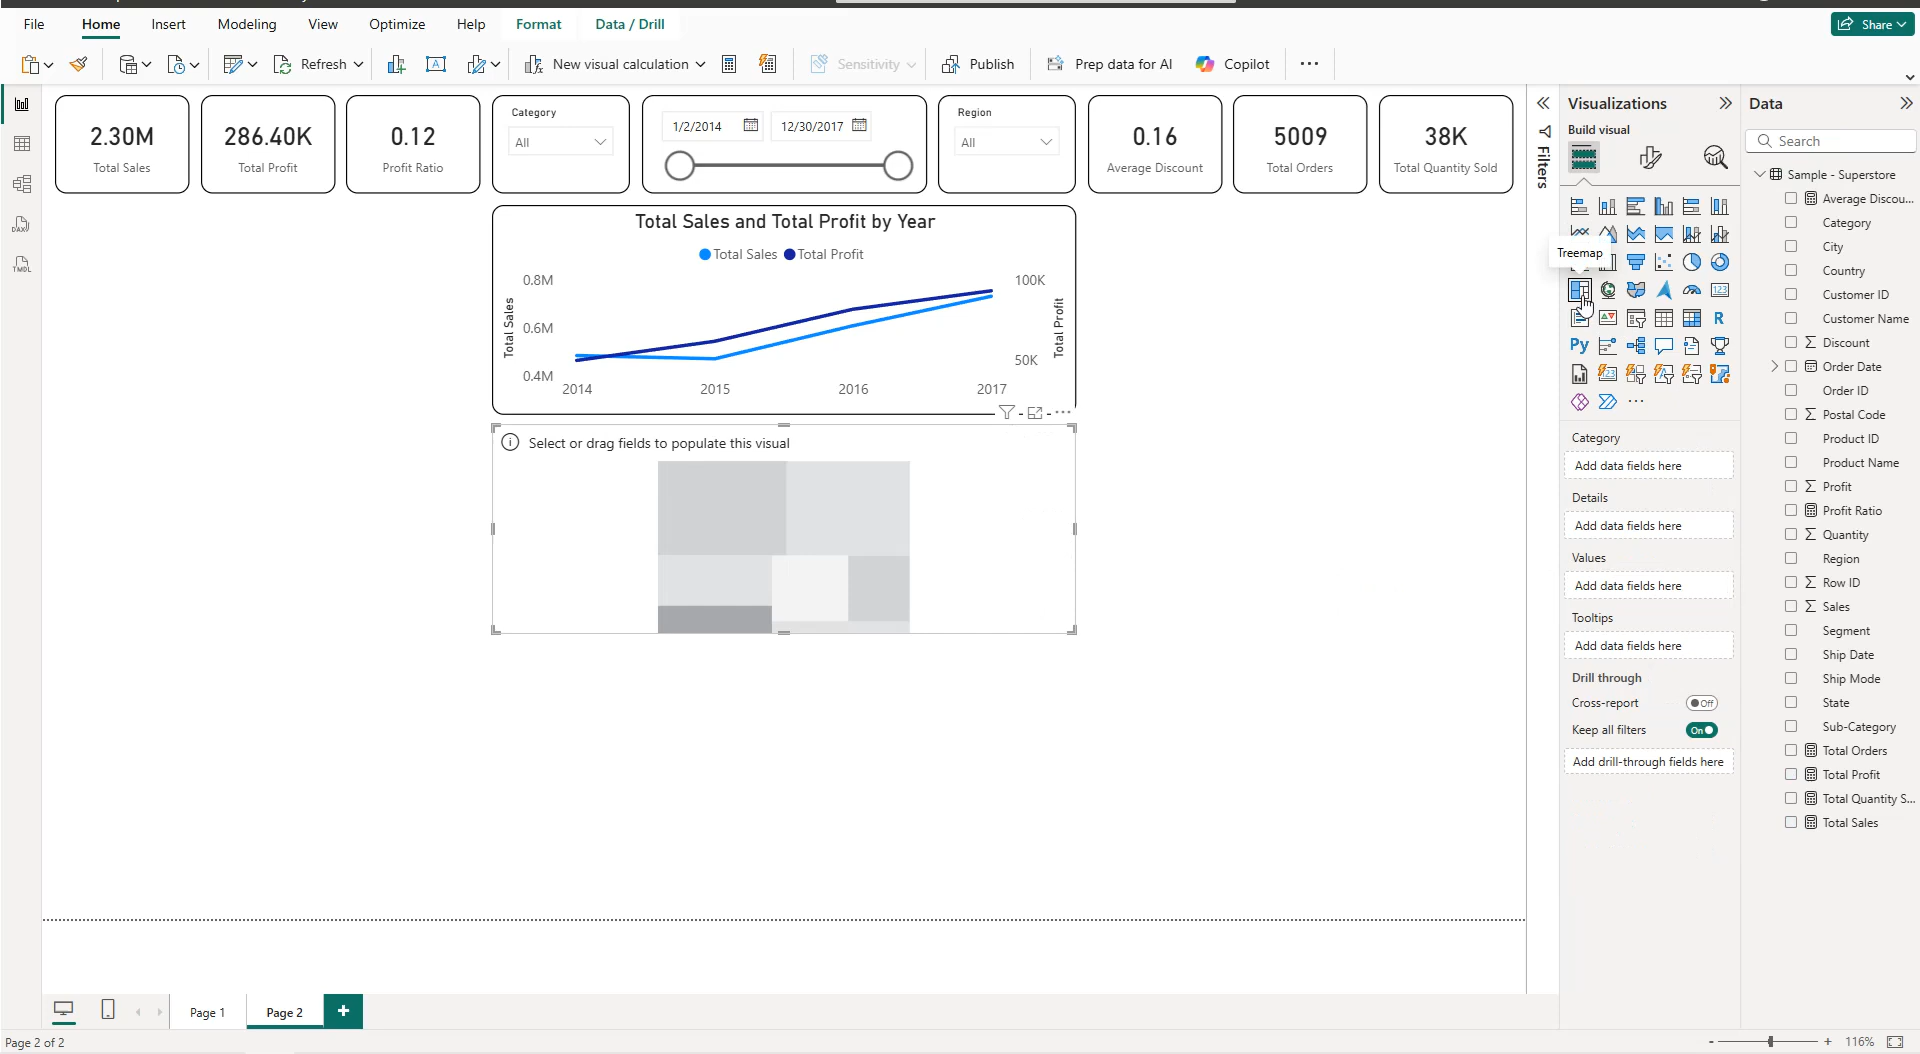 File
Home
Insert
Modeling
View
Optimize
Help
Format
Data / Drill
Share
Refresh
New visual calculation
Sensitivity
Publish
Prep data for AI
Copilot
2.30M
Total Sales
286.40K
Total Profit
0.12
Profit Ratio
Category
All
1/2/2014
12/30/2017
Region
All
0.16
Average Discount
5009
Total Orders
38K
Total Quantity Sold
Total Sales and Total Profit by Year
Total Sales
Total Profit
0.8M
0.6M
0.4M
Total Sales
100K
50K
Total Profit
2014
2015
2016
2017
Select or drag fields to populate this visual
Filters
Visualizations
Build visual
Treemap
Category
Add data fields here
Details
Add data fields here
Values
Add data fields here
Tooltips
Add data fields here
Drill through
Cross-report
Off
Keep all filters
On
Add drill-through fields here
Data
Search
Sample - Superstore
Average Discou...
Category
City
Country
Customer ID
Customer Name
Discount
Order Date
Order ID
Postal Code
Product ID
Product Name
Profit
Profit Ratio
Quantity
Region
Row ID
Sales
Segment
Ship Date
Ship Mode
State
Sub-Category
Total Orders
Total Profit
Total Quantity S...
Total Sales
DAX
TMDL
123
R
Py
123
Page 1
Page 2
Page 2 of 2
116%